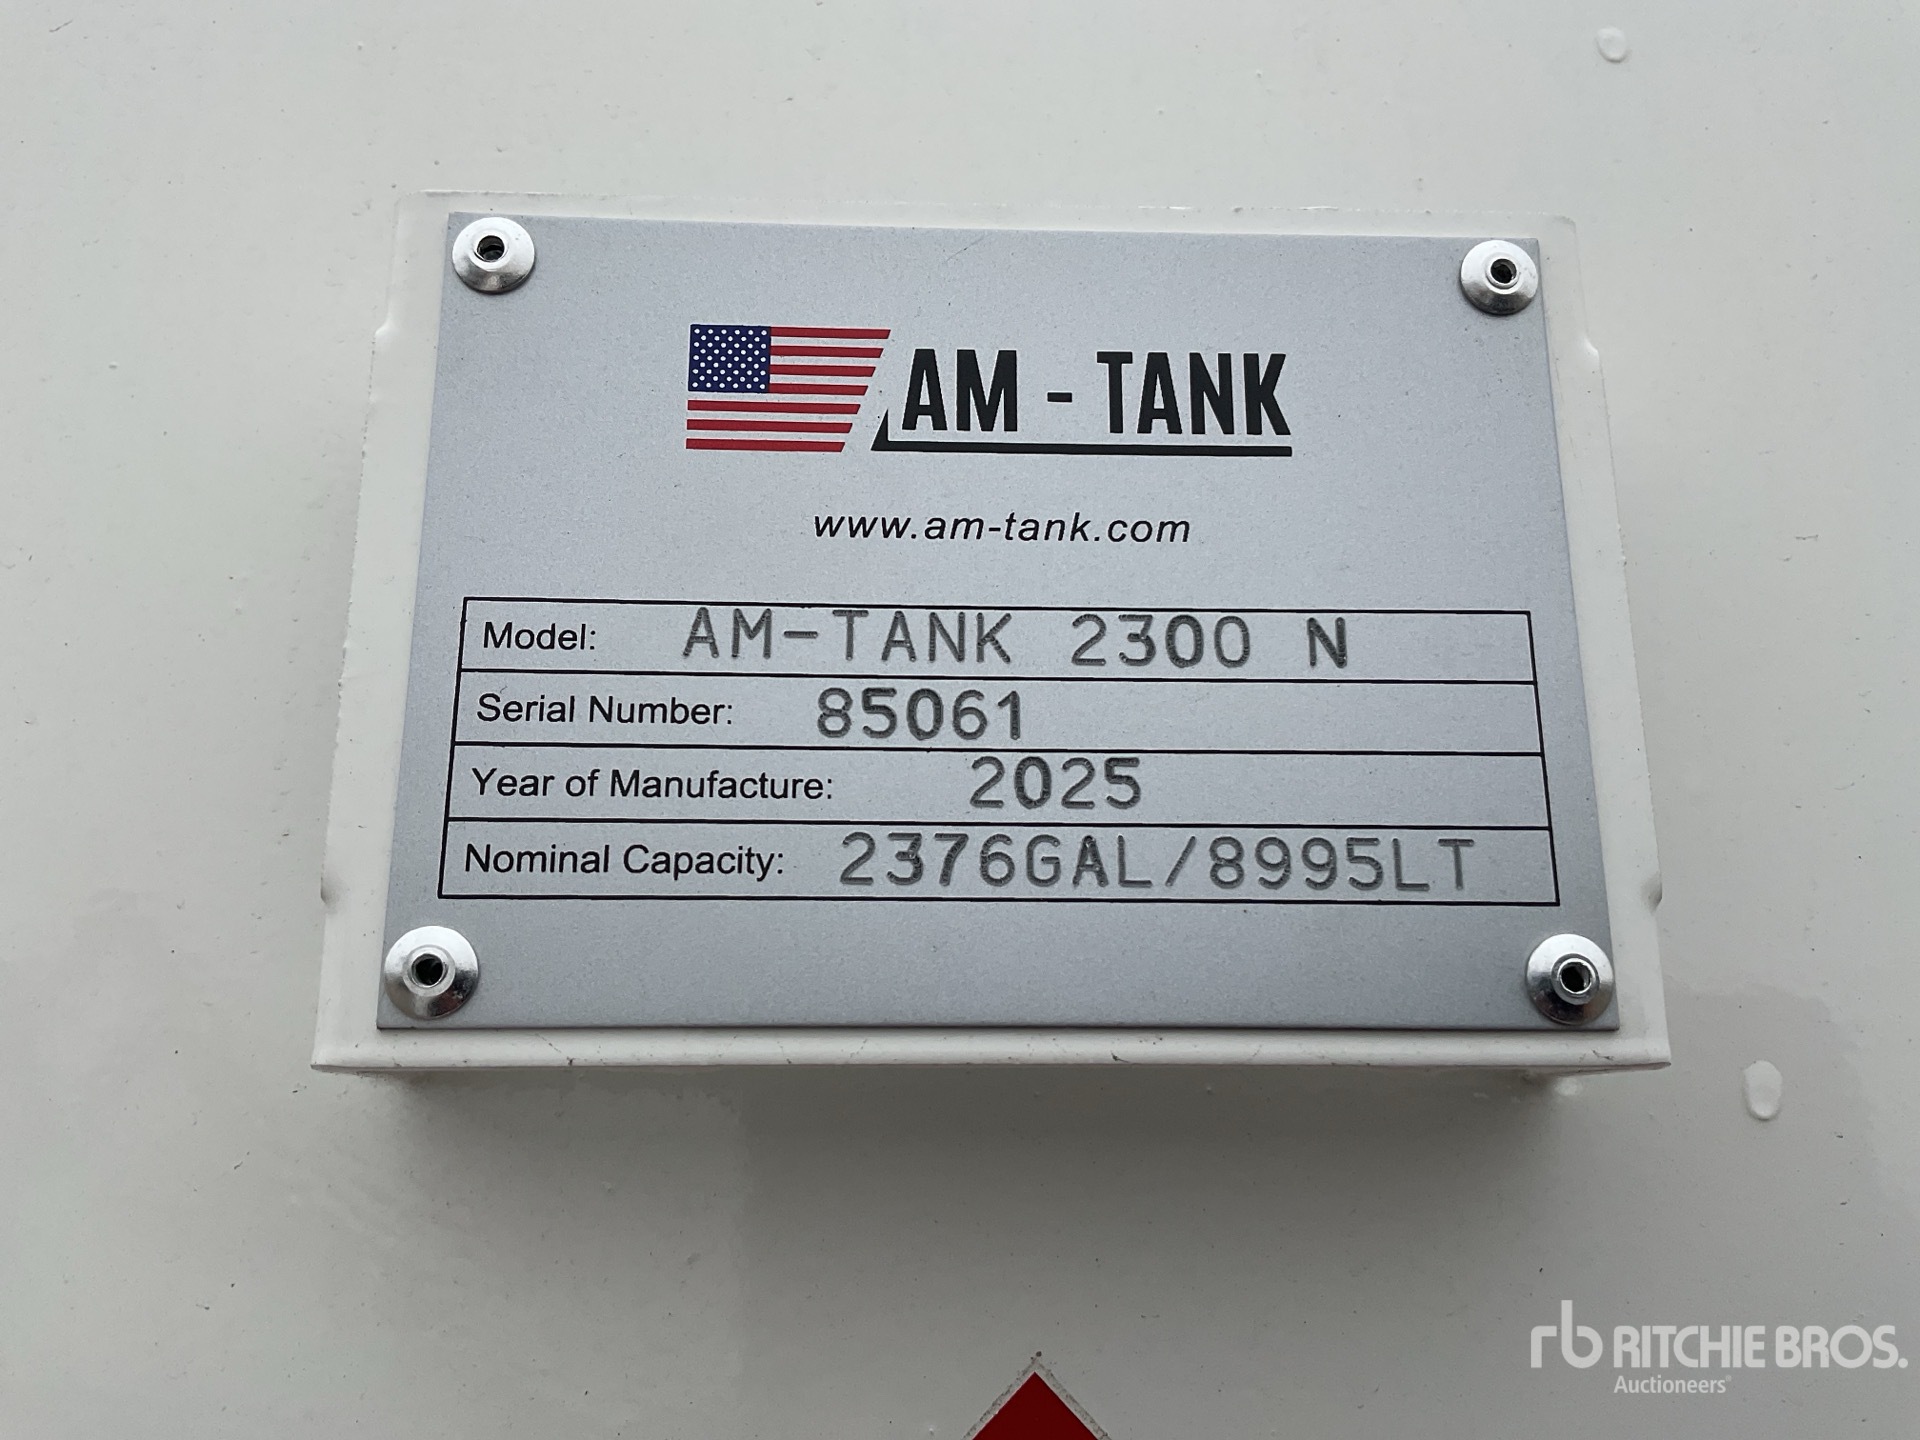 AM - TANK
www.am-tank.com
Model: AM-TANK 2300 N
Serial Number: 85061
Year of Manufacture: 2025
Nominal Capacity: 2376GAL/8995LT
rb RITCHIE BROS.
Auctioneers